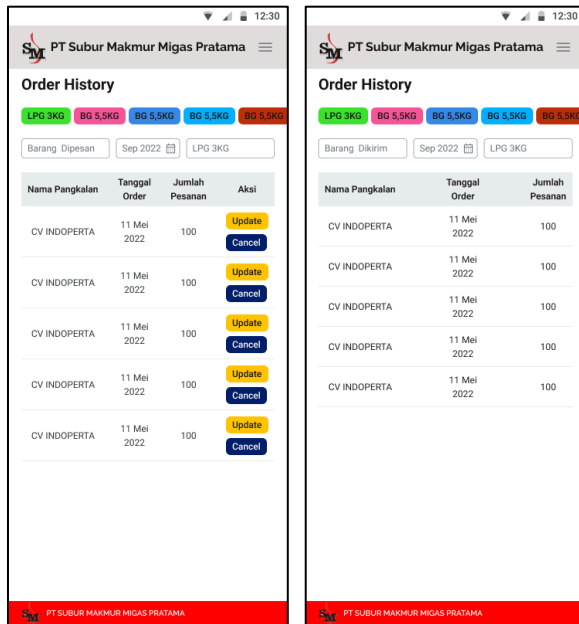 12:30
SM PT Subur Makmur Migas Pratama
Order History
LPG 3KG BG 5,5KG BG 5,5KG BG 5,5KG BG 5,5KG
Barang Dipesan Sep 2022 LPG 3KG
Nama Pangkalan Tanggal Order Jumlah Pesanan Aksi
CV INDOPERTA 11 Mei 2022 100 Update Cancel
CV INDOPERTA 11 Mei 2022 100 Update Cancel
CV INDOPERTA 11 Mei 2022 100 Update Cancel
CV INDOPERTA 11 Mei 2022 100 Update Cancel
CV INDOPERTA 11 Mei 2022 100 Update Cancel
SM PT SUBUR MAKMUR MIGAS PRATAMA
12:30
SM PT Subur Makmur Migas Pratama
Order History
LPG 3KG BG 5,5KG BG 5,5KG BG 5,5KG BG 5,5KG
Barang Dikirim Sep 2022 LPG 3KG
Nama Pangkalan Tanggal Order Jumlah Pesanan
CV INDOPERTA 11 Mei 2022 100
CV INDOPERTA 11 Mei 2022 100
CV INDOPERTA 11 Mei 2022 100
CV INDOPERTA 11 Mei 2022 100
CV INDOPERTA 11 Mei 2022 100
SM PT SUBUR MAKMUR MIGAS PRATAMA